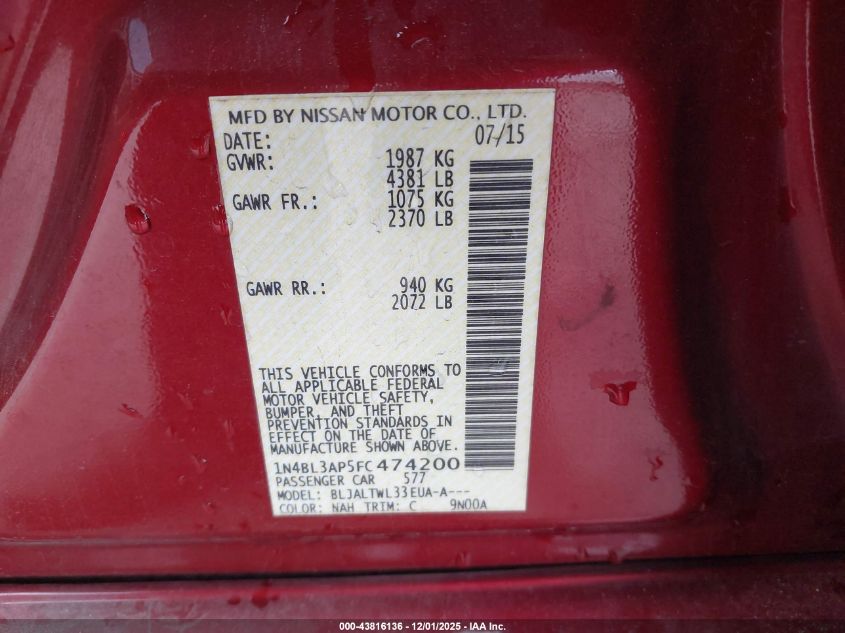 MFD BY NISSAN MOTOR CO., LTD.
DATE: 07/15
GVWR: 1987 KG
4381 LB
GAWR FR.: 1075 KG
2370 LB
GAWR RR.: 940 KG
2072 LB
THIS VEHICLE CONFORMS TO
ALL APPLICABLE FEDERAL
MOTOR VEHICLE SAFETY,
BUMPER, AND THEFT
PREVENTION STANDARDS IN
EFFECT ON THE DATE OF
MANUFACTURE SHOWN ABOVE.
1N4BL3AP5FC474200
PASSENGER CAR 577
MODEL: BLJALTWL33EUA-A---
COLOR: NAH TRIM: C 9N00A
000-43816136 - 12/01/2025 - IAA Inc.